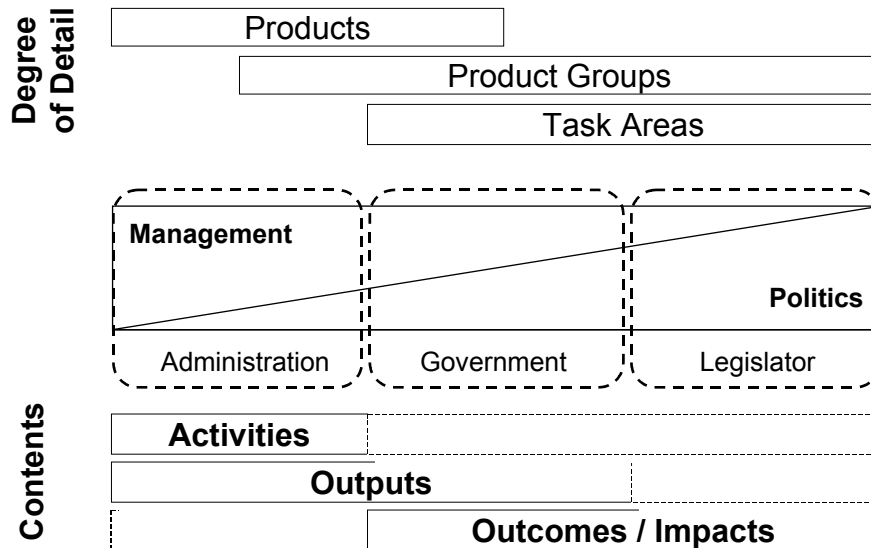 Degree
of Detail
Products
Product Groups
Task Areas
Management
Politics
Administration
Government
Legislator
Contents
Activities
Outputs
Outcomes / Impacts